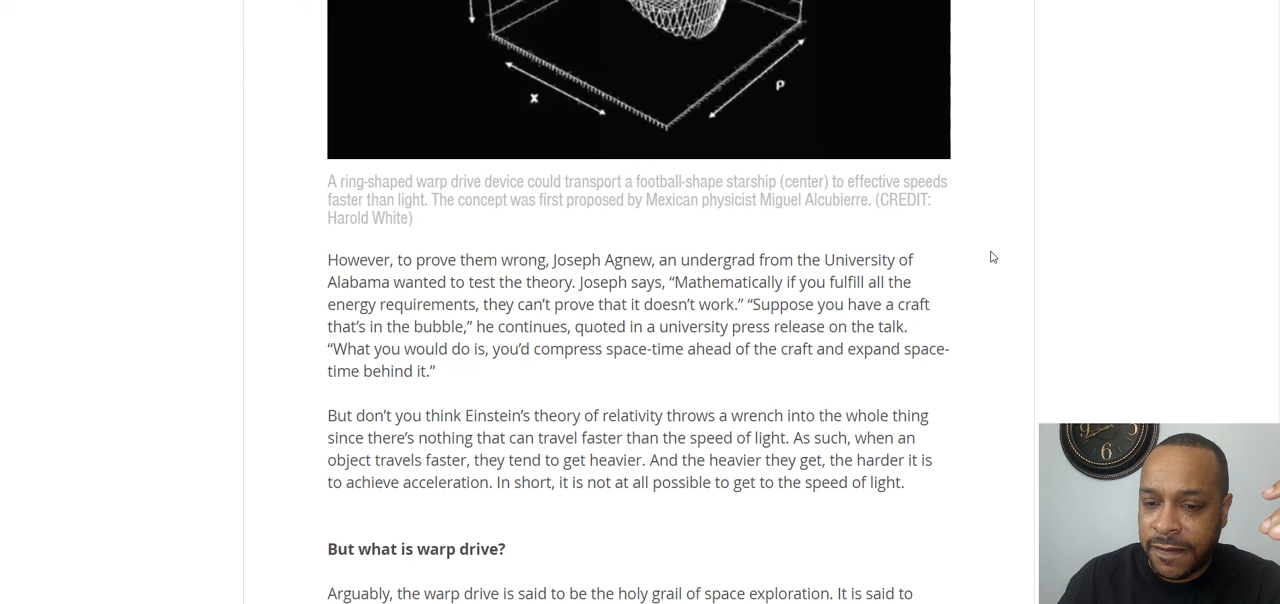 x
ρ
A ring-shaped warp drive device could transport a football-shape starship (center) to effective speeds
faster than light. The concept was first proposed by Mexican physicist Miguel Alcubierre. (CREDIT:
Harold White)
However, to prove them wrong, Joseph Agnew, an undergrad from the University of
Alabama wanted to test the theory. Joseph says, “Mathematically if you fulfill all the
energy requirements, they can’t prove that it doesn’t work.” “Suppose you have a craft
that’s in the bubble,” he continues, quoted in a university press release on the talk.
“What you would do is, you’d compress space-time ahead of the craft and expand space-
time behind it.”
But don’t you think Einstein’s theory of relativity throws a wrench into the whole thing
since there’s nothing that can travel faster than the speed of light. As such, when an
object travels faster, they tend to get heavier. And the heavier they get, the harder it is
to achieve acceleration. In short, it is not at all possible to get to the speed of light.
But what is warp drive?
Arguably, the warp drive is said to be the holy grail of space exploration. It is said to
6